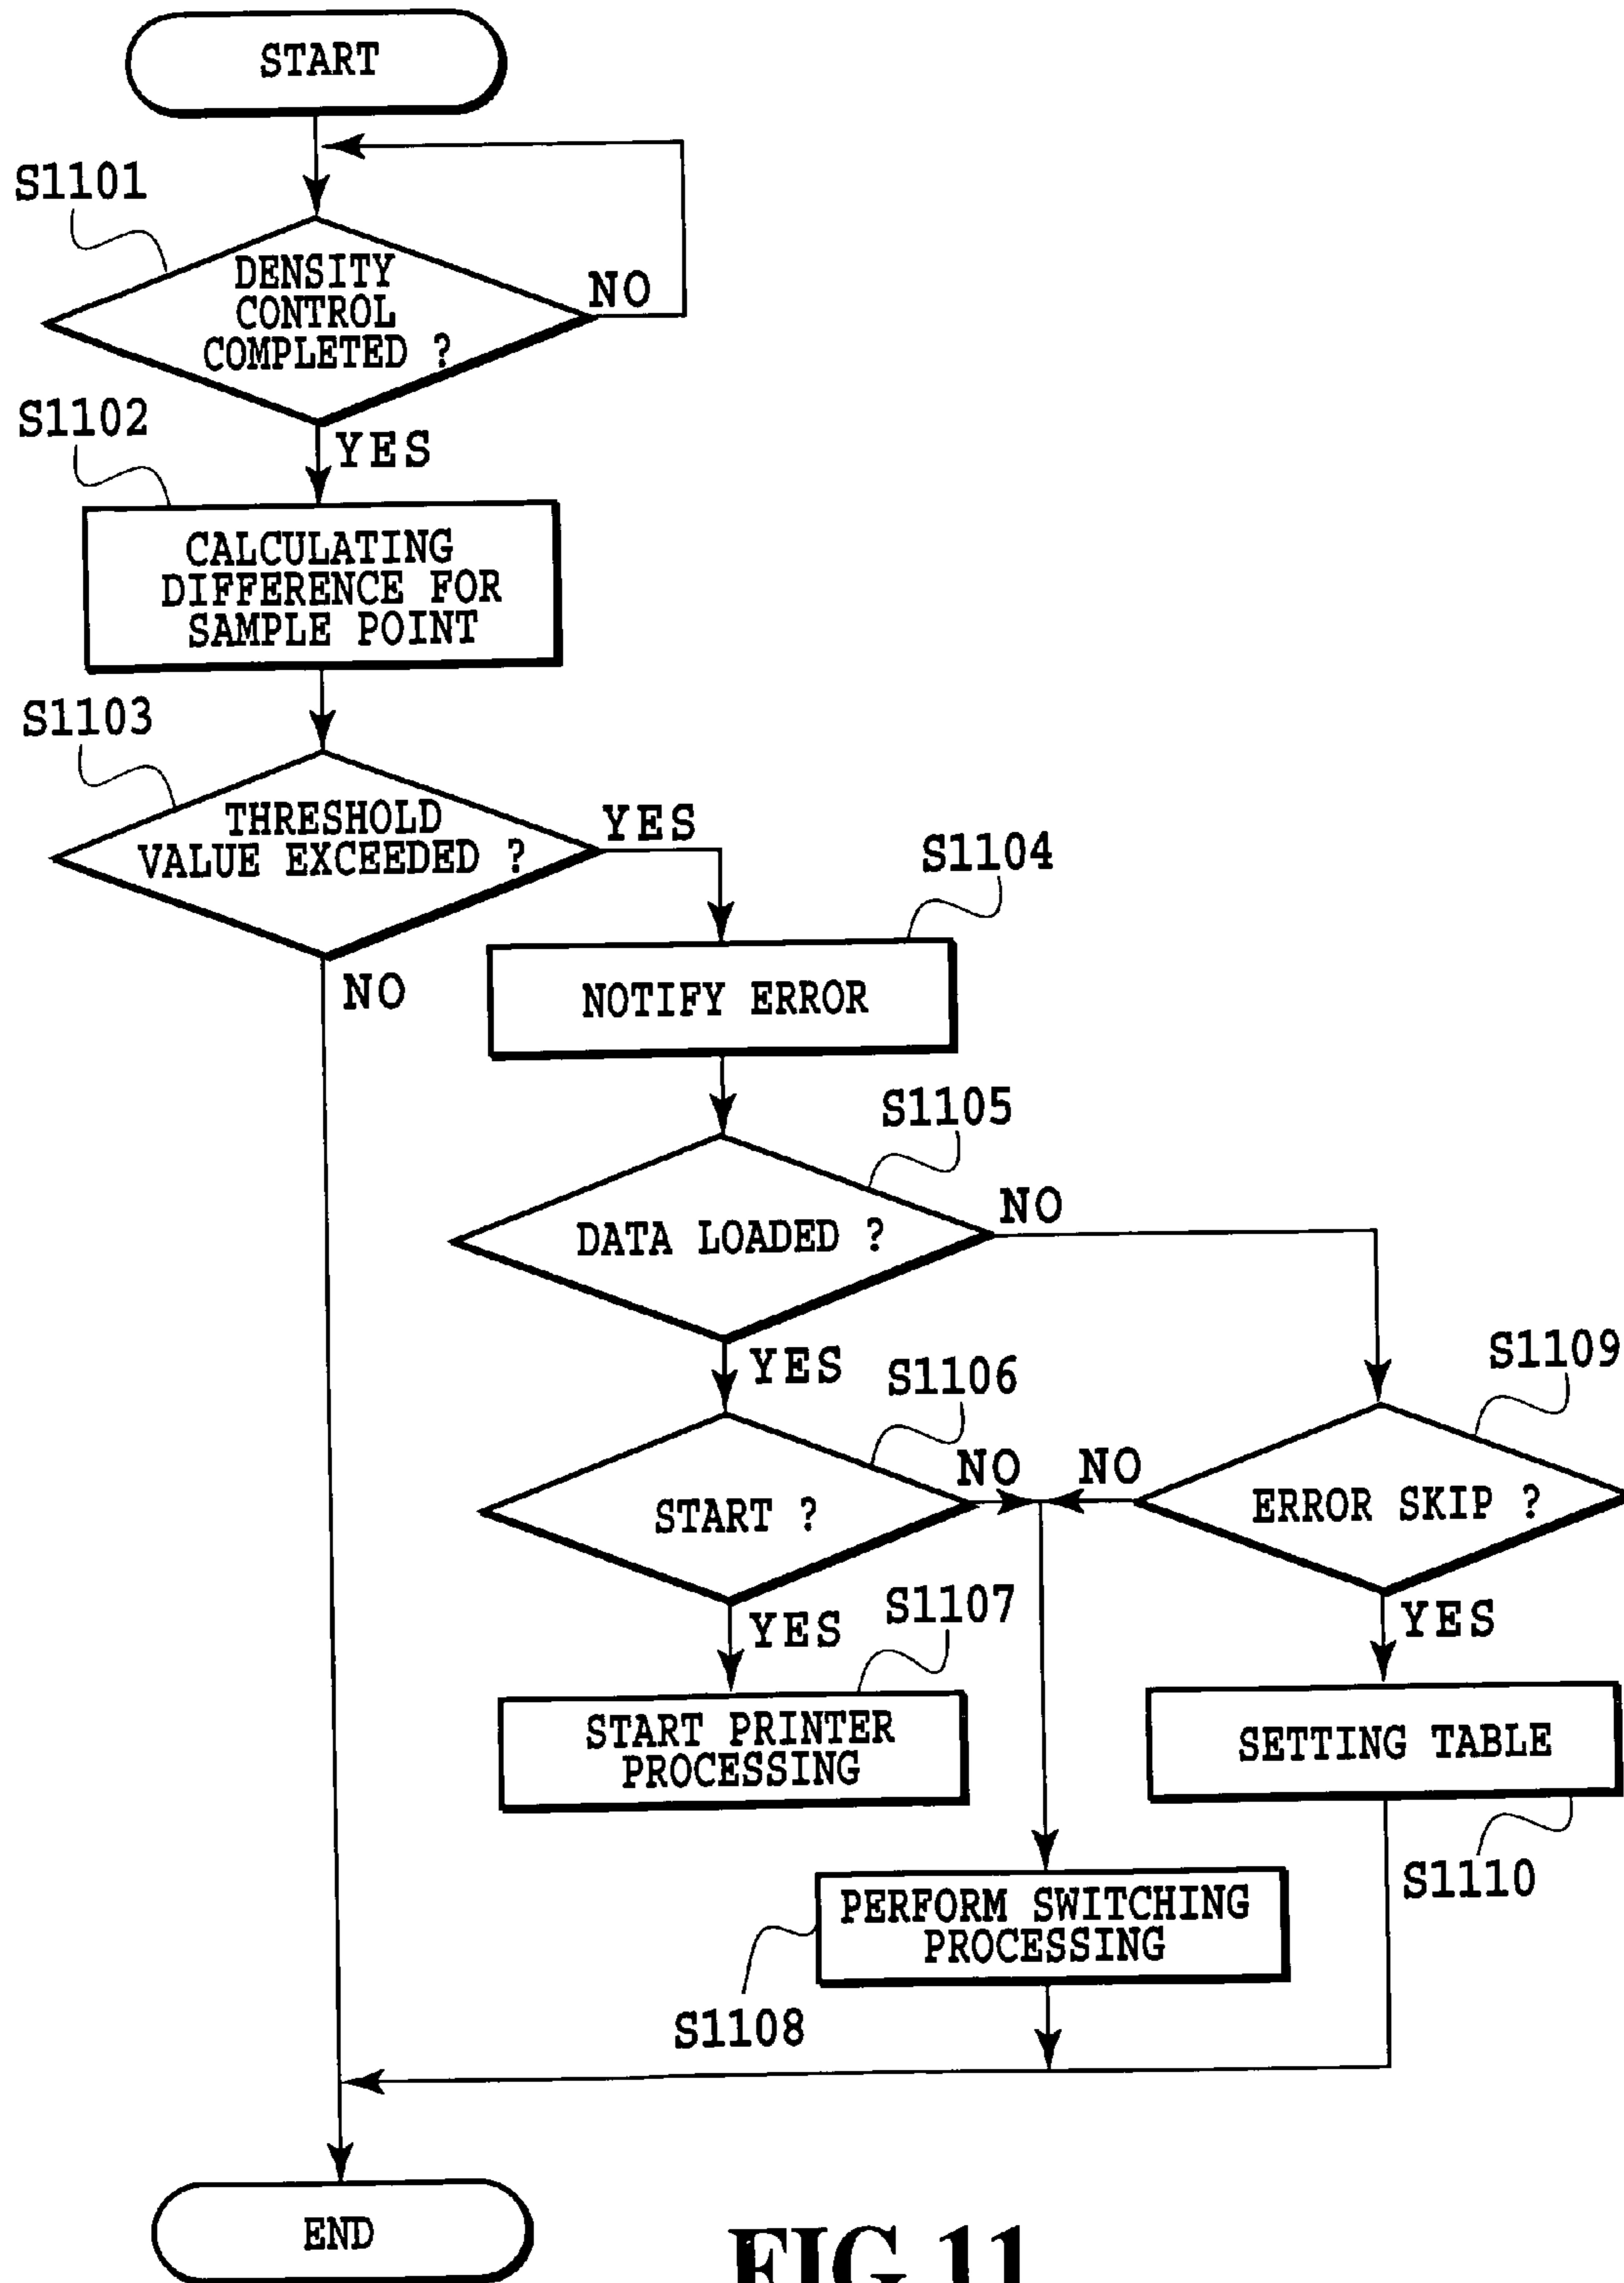 START
S1101
DENSITY
CONTROL
COMPLETED ?
NO
S1102
YES
CALCULATING
DIFFERENCE FOR
SAMPLE POINT
S1103
THRESHOLD
VALUE EXCEEDED ?
YES
S1104
NO
NOTIFY ERROR
S1105
DATA LOADED ?
NO
YES
S1106
S1109
START ?
NO
NO
ERROR SKIP ?
S1107
YES
YES
START PRINTER
PROCESSING
SETTING TABLE
S1110
PERFORM SWITCHING
PROCESSING
S1108
END
FIG.11